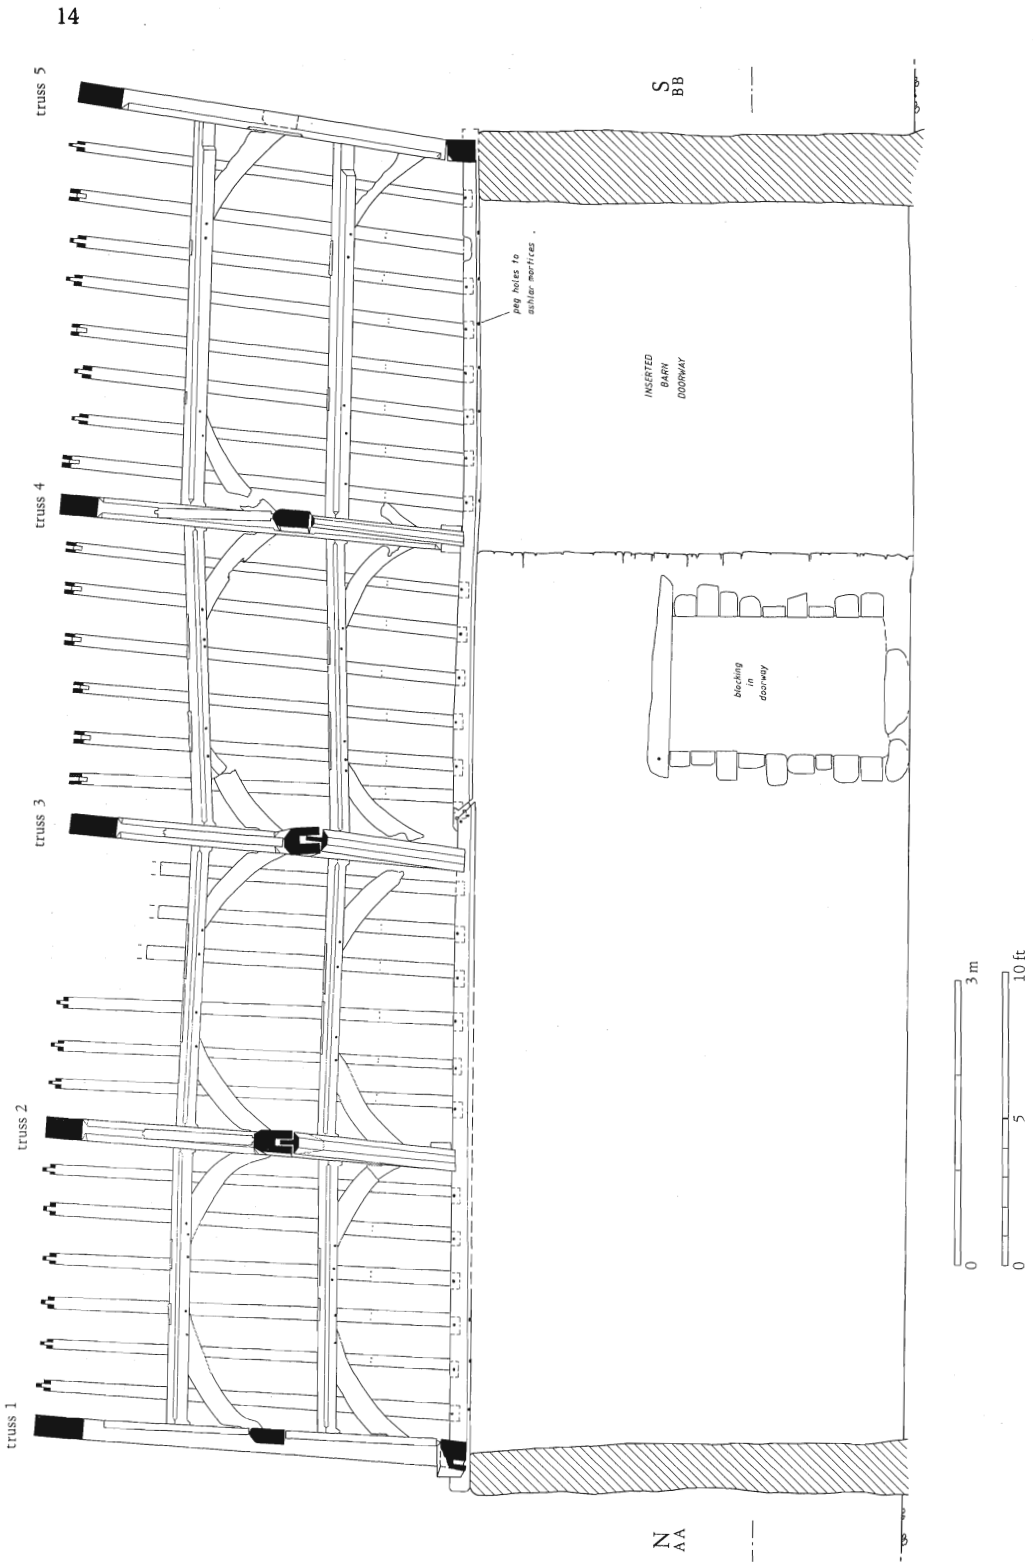 14
truss 1
truss 2
truss 3
truss 4
truss 5
N
AA
S
BB
peg holes to
ashlar mortices
INSERTED
BARN
DOORWAY
blocking
in
doorway
0
3 m
0
5
10 ft